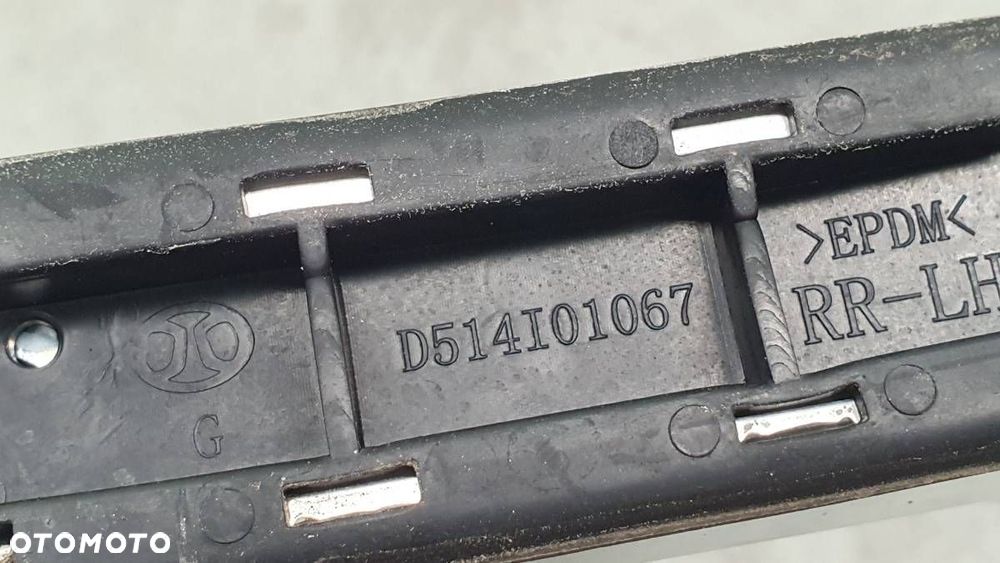 >EPDM<
RR-LH
D514I01067
G
OTOMOTO